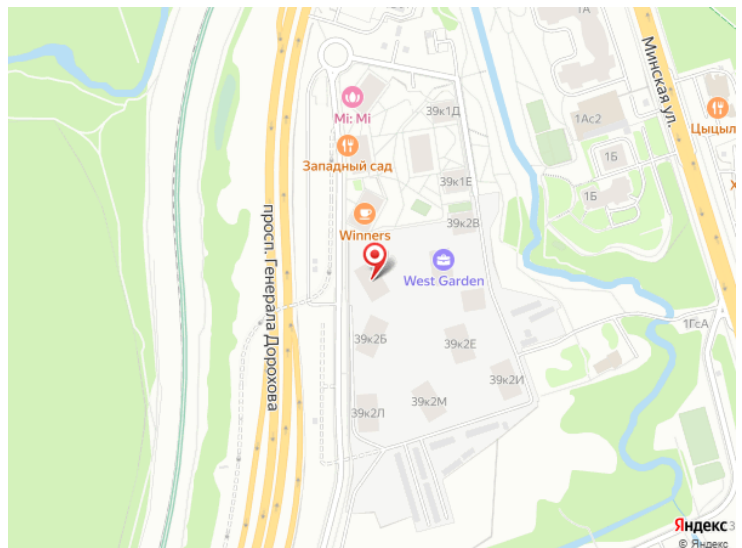 1А
Минская ул.
Mi: Mi
39к1Д
1Ас2
Цыцыл
Западный сад
1Б
39к1Е
1Б
Х
Winners
39к2В
просп. Генерала Дорохова
West Garden
1ГсА
39к2Б
39к2Е
39к2И
39к2Л
39к2М
Яндекс
3
© Яндекс